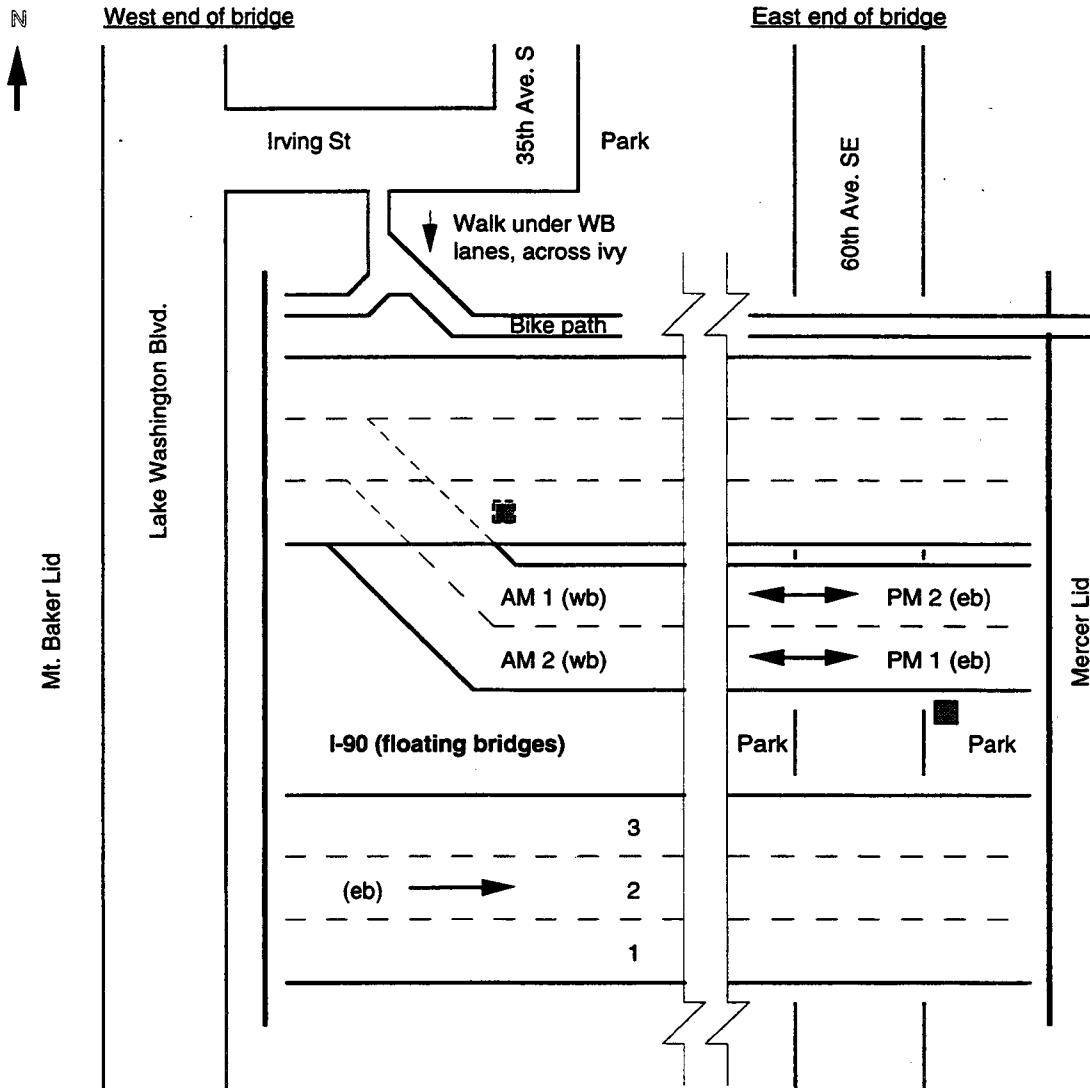 N
West end of bridge
East end of bridge
35th Ave. S
Irving St
Park
60th Ave. SE
Walk under WB
lanes, across ivy
Bike path
Lake Washington Blvd.
Mt. Baker Lid
AM 1 (wb)
PM 2 (eb)
AM 2 (wb)
PM 1 (eb)
Mercer Lid
I-90 (floating bridges)
Park
Park
3
(eb)
2
1